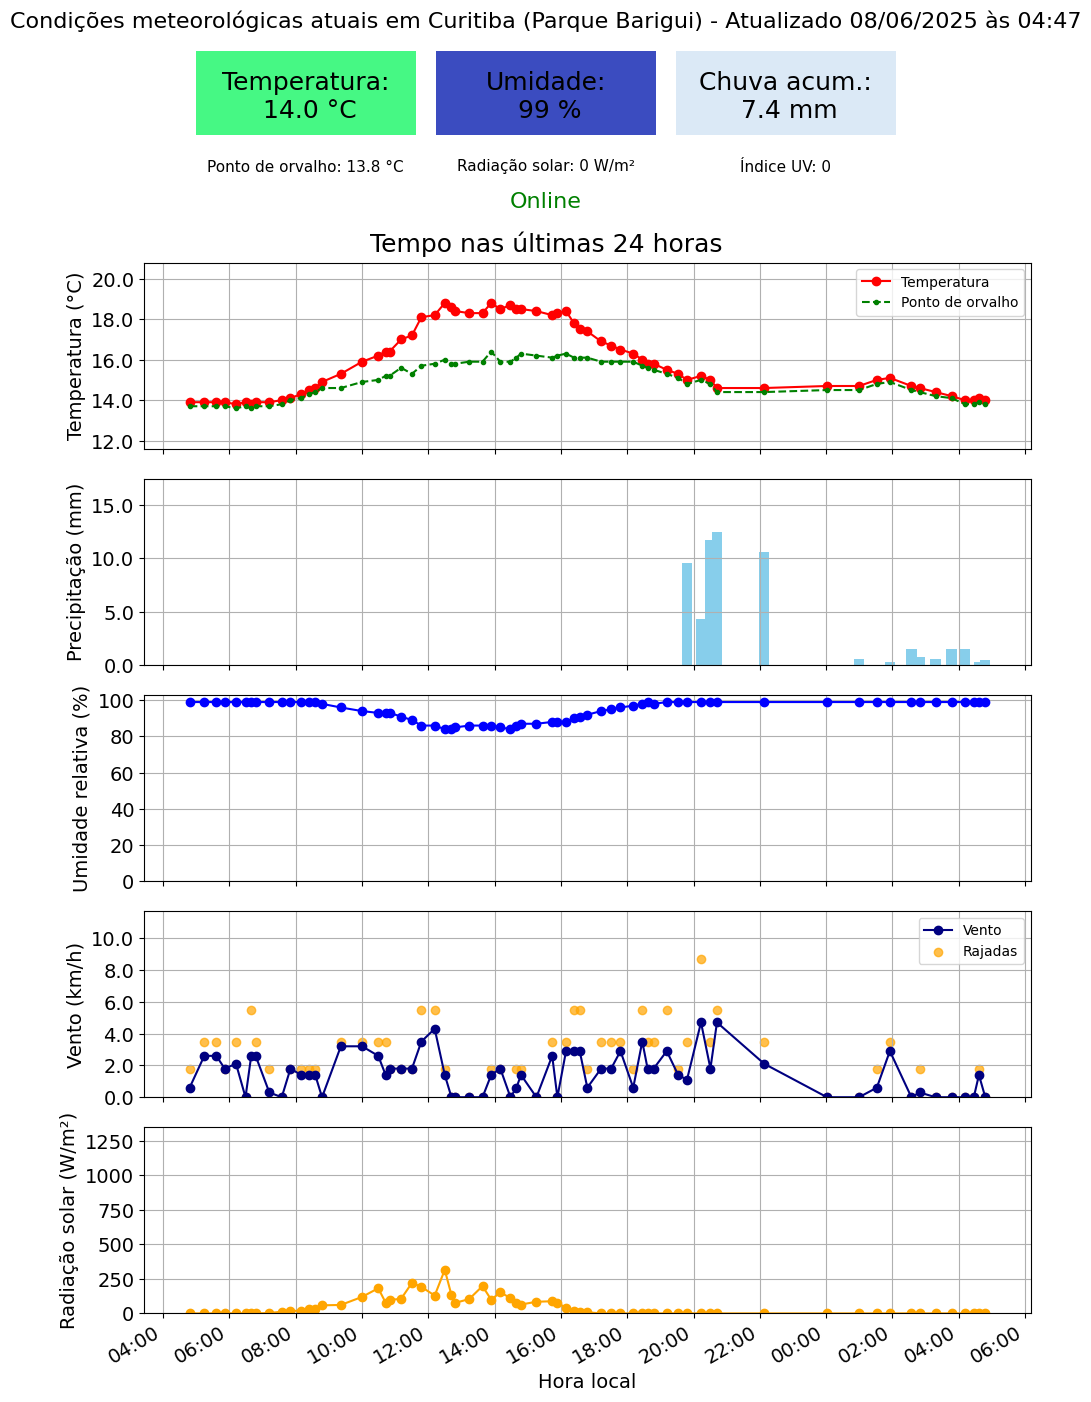 Condições meteorológicas atuais em Curitiba (Parque Barigui) - Atualizado 08/06/2025 às 04:47
Temperatura:
14.0 °C
Umidade:
99 %
Chuva acum.:
7.4 mm
Ponto de orvalho: 13.8 °C
Radiação solar: 0 W/m²
Índice UV: 0
Online
Tempo nas últimas 24 horas
Temperatura (°C)
20.0
18.0
16.0
14.0
12.0
Temperatura
Ponto de orvalho
Precipitação (mm)
15.0
10.0
5.0
0.0
Umidade relativa (%)
100
80
60
40
20
0
Vento (km/h)
10.0
8.0
6.0
4.0
2.0
0.0
Vento
Rajadas
Radiação solar (W/m²)
1250
1000
750
500
250
0
04:00
06:00
08:00
10:00
12:00
14:00
16:00
18:00
20:00
22:00
00:00
02:00
04:00
06:00
Hora local